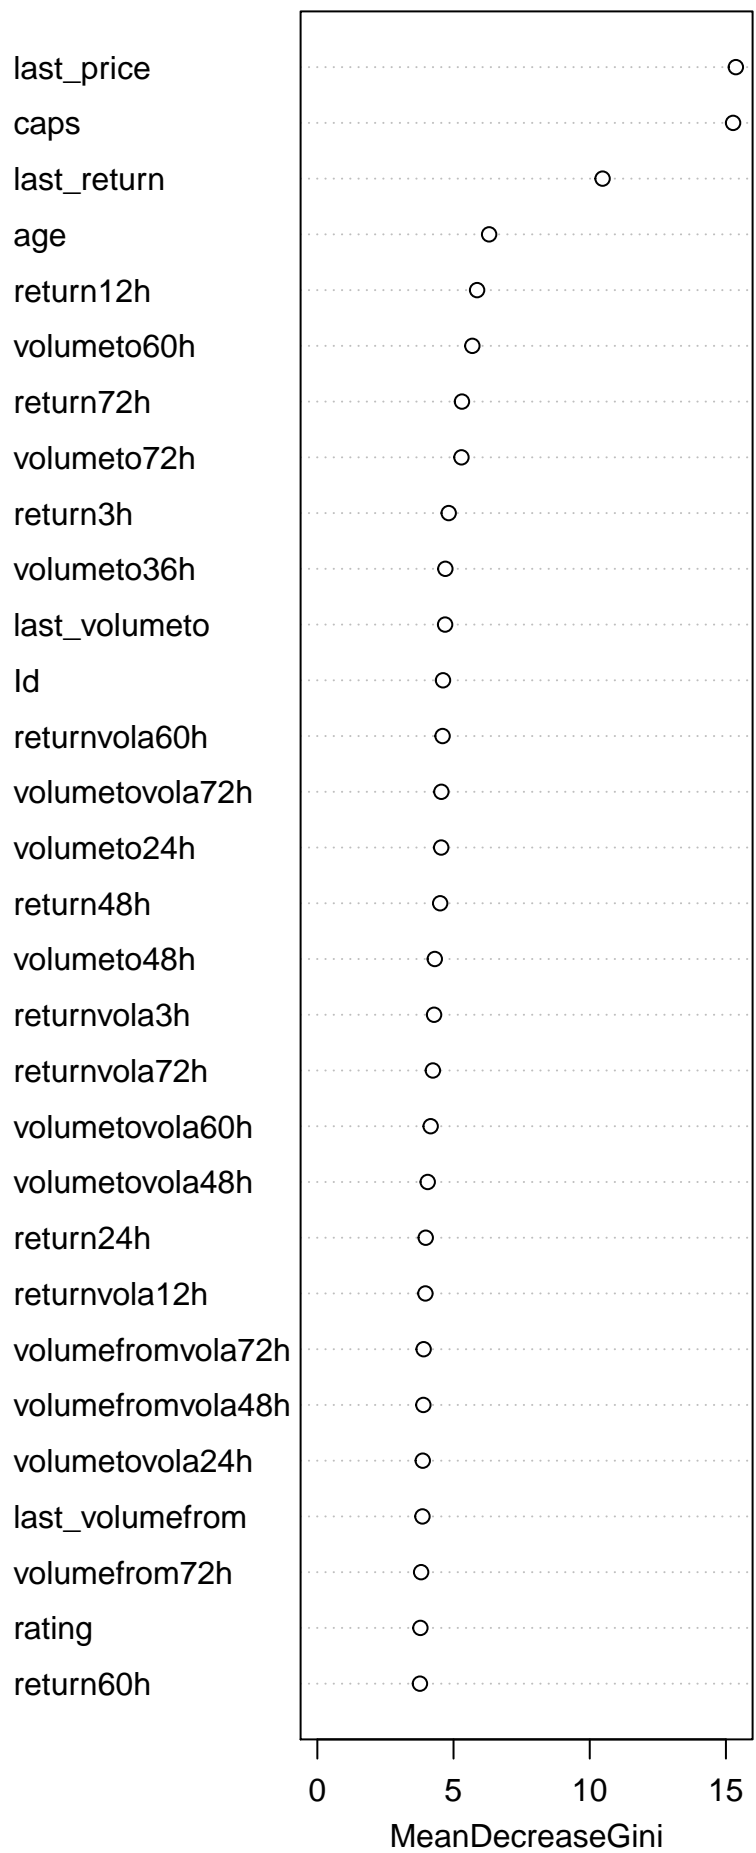 last_price
caps
last_return
age
return12h
volumeto60h
return72h
volumeto72h
return3h
volumeto36h
last_volumeto
Id
returnvola60h
volumetovola72h
volumeto24h
return48h
volumeto48h
returnvola3h
returnvola72h
volumetovola60h
volumetovola48h
return24h
returnvola12h
volumefromvola72h
volumefromvola48h
volumetovola24h
last_volumefrom
volumefrom72h
rating
return60h
0 5 10 15
MeanDecreaseGini